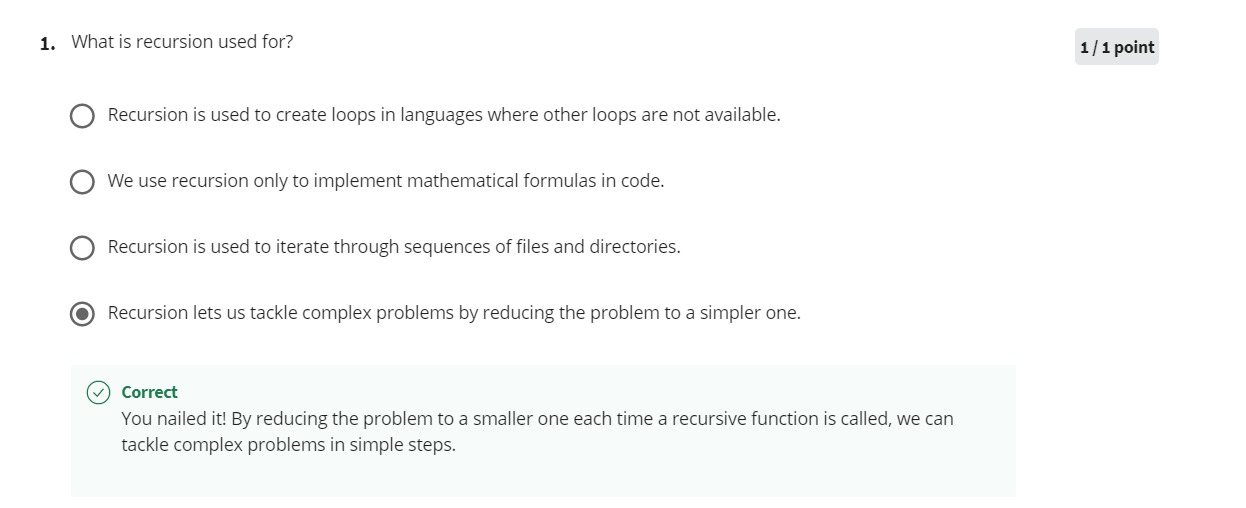 1. What is recursion used for?
1 / 1 point
Recursion is used to create loops in languages where other loops are not available.
We use recursion only to implement mathematical formulas in code.
Recursion is used to iterate through sequences of files and directories.
Recursion lets us tackle complex problems by reducing the problem to a simpler one.
Correct
You nailed it! By reducing the problem to a smaller one each time a recursive function is called, we can
tackle complex problems in simple steps.